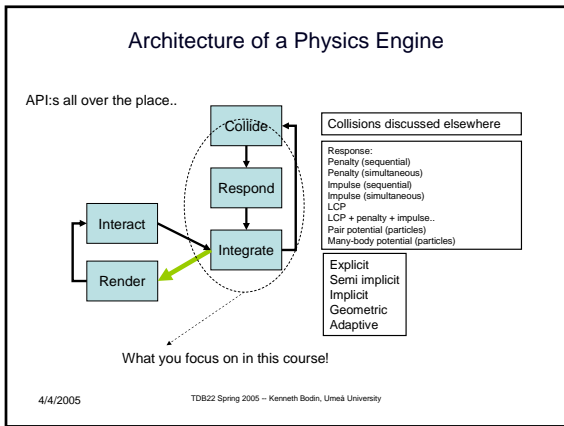 Architecture of a Physics Engine
API:s all over the place..
Collide
Respond
Integrate
Interact
Render
Collisions discussed elsewhere
Response:
Penalty (sequential)
Penalty (simultaneous)
Impulse (sequential)
Impulse (simultaneous)
LCP
LCP + penalty + impulse..
Pair potential (particles)
Many-body potential (particles)
Explicit
Semi implicit
Implicit
Geometric
Adaptive
What you focus on in this course!
4/4/2005
TDB22 Spring 2005 -- Kenneth Bodin, Umeå University